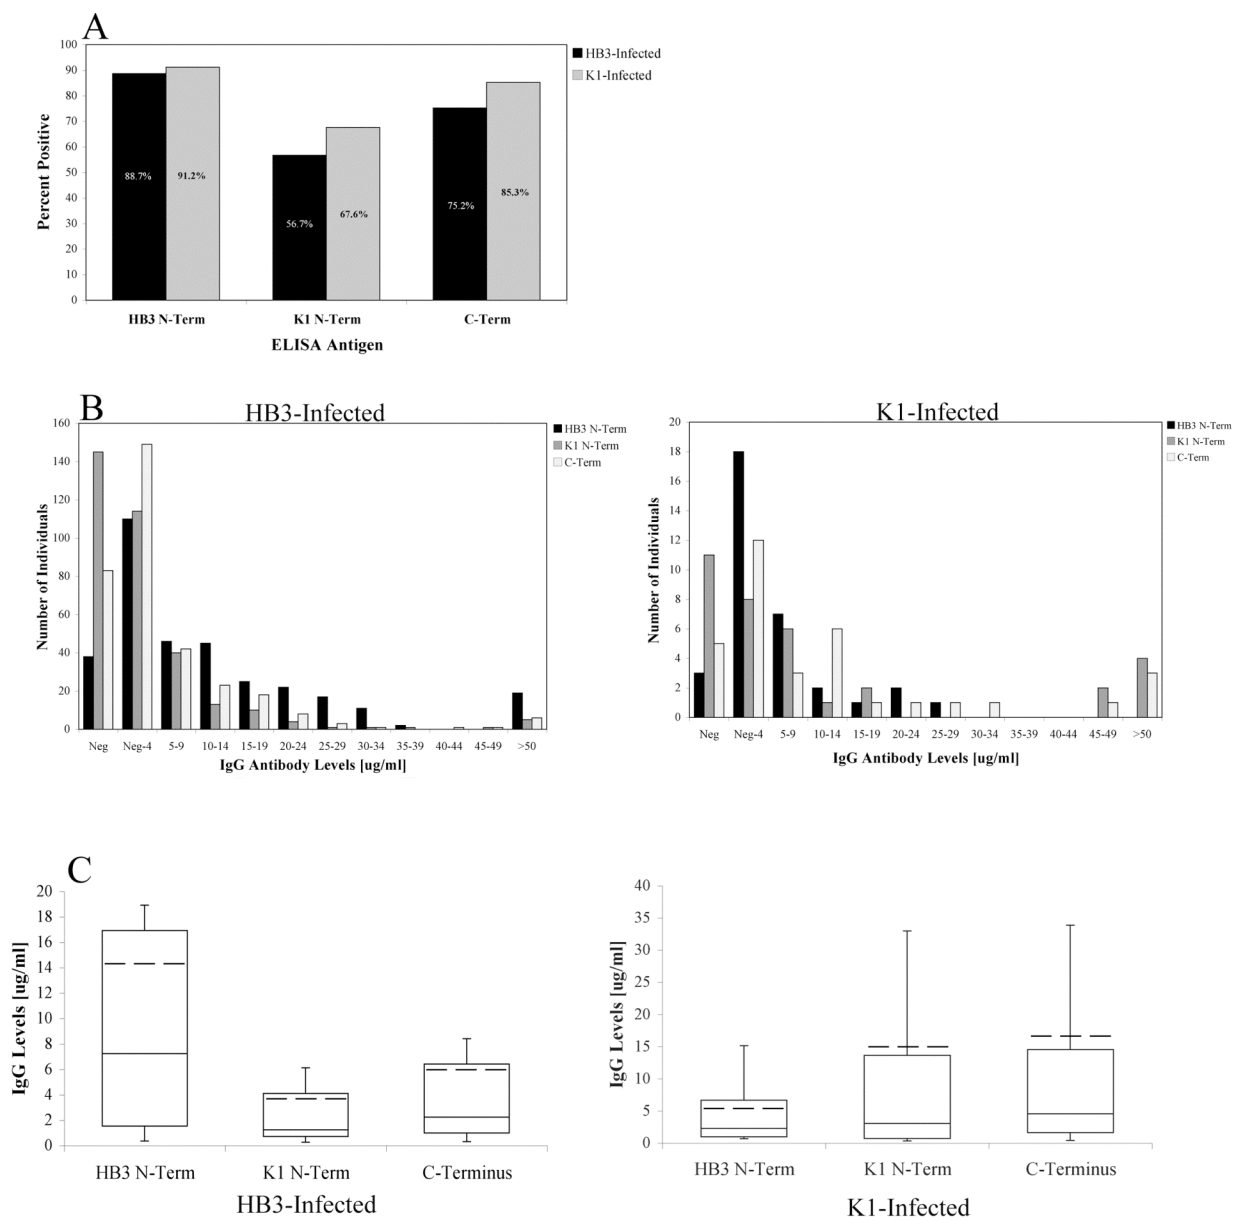 A
100
90
80
70
60
50
40
30
20
10
0
Percent Positive
88.7%
91.2%
56.7%
67.6%
75.2%
85.3%
HB3 N-Term
K1 N-Term
C-Term
ELISA Antigen
HB3-Infected
K1-Infected
B
HB3-Infected
160
140
120
100
80
60
40
20
0
Number of Individuals
Neg
Neg-4
5-9
10-14
15-19
20-24
25-29
30-34
35-39
40-44
45-49
>50
IgG Antibody Levels [ug/ml]
HB3 N-Term
K1 N-Term
C-Term
K1-Infected
20
18
16
14
12
10
8
6
4
2
0
Number of Individuals
Neg
Neg-4
5-9
10-14
15-19
20-24
25-29
30-34
35-39
40-44
45-49
>50
IgG Antibody Levels [ug/ml]
HB3 N-Term
K1 N-Term
C-Term
C
20
18
16
14
12
10
8
6
4
2
0
IgG Levels [ug/ml]
HB3 N-Term
K1 N-Term
C-Terminus
HB3-Infected
40
35
30
25
20
15
10
5
0
IgG Levels [ug/ml]
HB3 N-Term
K1 N-Term
C-Terminus
K1-Infected